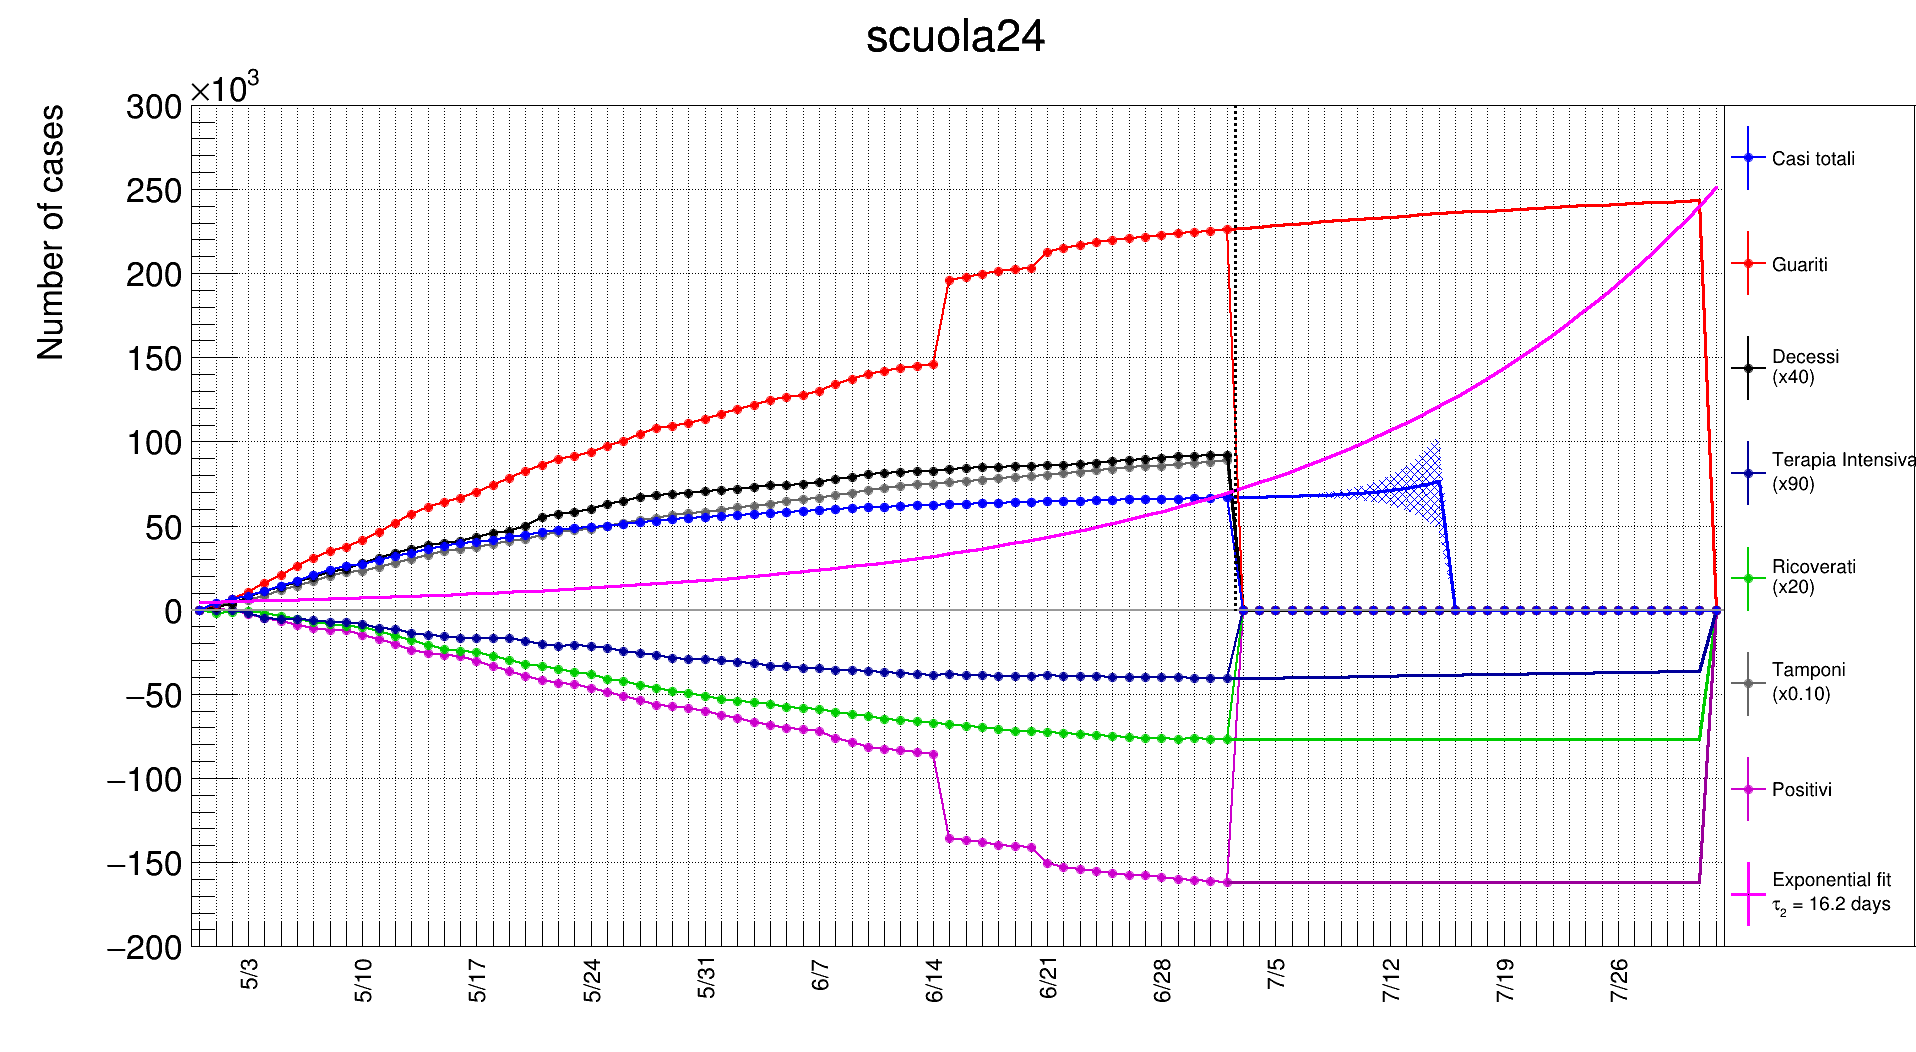 scuola24
×10³
Number of cases
300
250
200
150
100
50
0
−50
−100
−150
−200
5/3
5/10
5/17
5/24
5/31
6/7
6/14
6/21
6/28
7/5
7/12
7/19
7/26
Casi totali
Guariti
Decessi
(x40)
Terapia Intensiva
(x90)
Ricoverati
(x20)
Tamponi
(x0.10)
Positivi
Exponential fit
τ₂ = 16.2 days